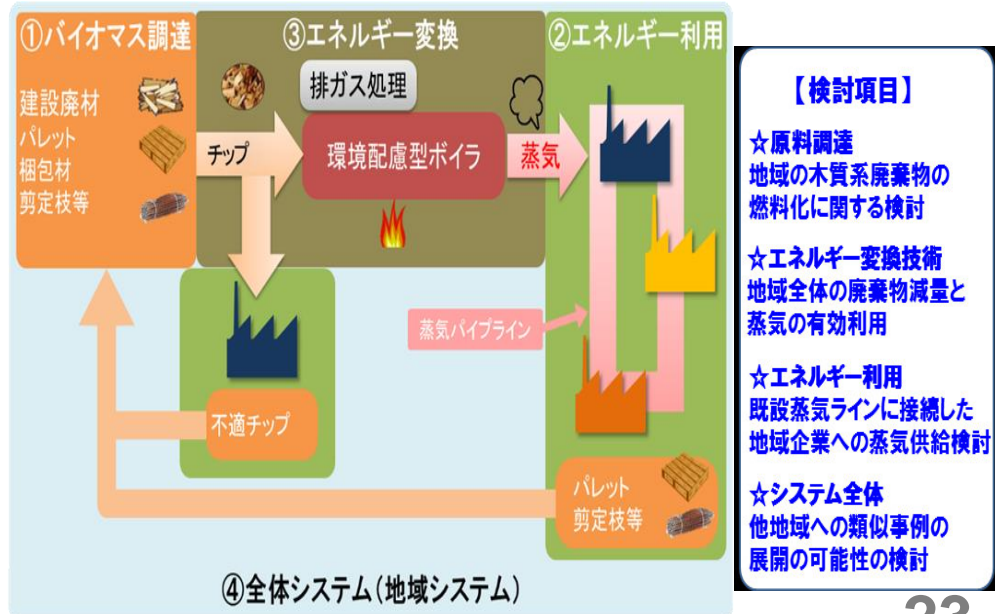 ①バイオマス調達
建設廃材
パレット
梱包材
剪定枝等
チップ
③エネルギー変換
排ガス処理
環境配慮型ボイラ
蒸気
②エネルギー利用
蒸気パイプライン
不適チップ
パレット
剪定枝等
④全体システム(地域システム)
【検討項目】
☆原料調達
地域の木質系廃棄物の
燃料化に関する検討
☆エネルギー変換技術
地域全体の廃棄物減量と
蒸気の有効利用
☆エネルギー利用
既設蒸気ラインに接続した
地域企業への蒸気供給検討
☆システム全体
他地域への類似事例の
展開の可能性の検討
23